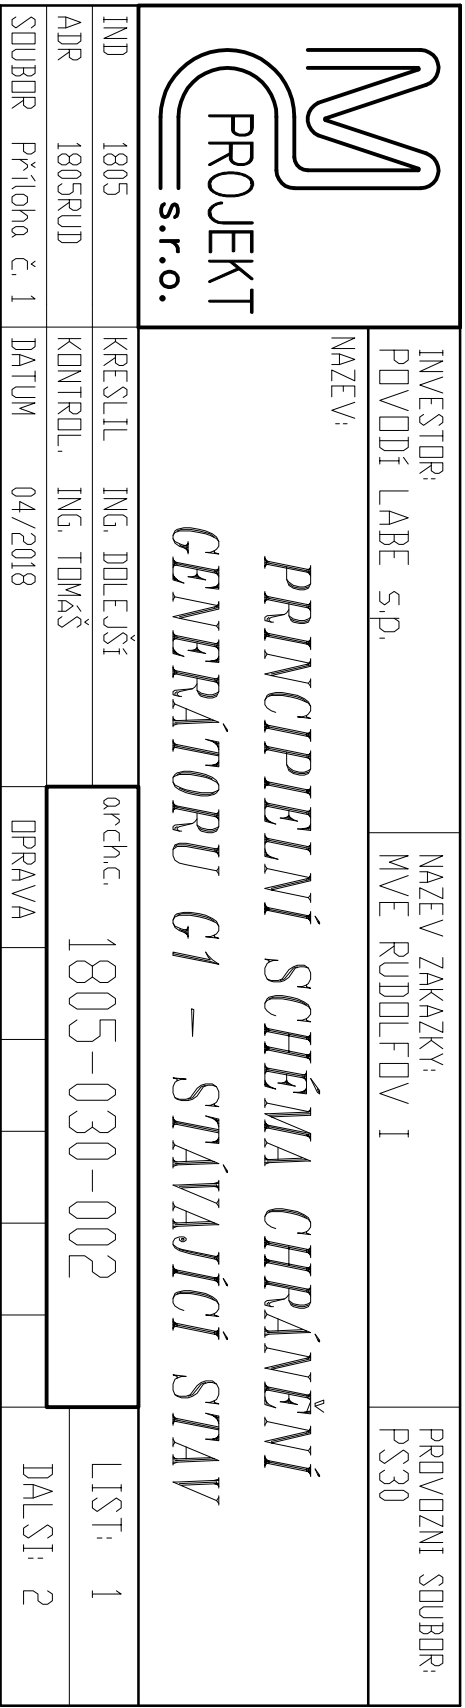 MC
PROJEKT
s.r.o.
INVESTOR:
POVODÍ LABE s.p.
NAZEV ZAKAZKY:
MVE RUDOLFOV I
PROVOZNI SOUBOR:
PS30
NAZEV:
PRINCIPIELNÍ SCHÉMA CHRÁNĚNÍ
GENERÁTORU G1 - STÁVAJÍCÍ STAV
IND 1805
KRESLIL ING. DOLEJŠÍ
ADR 1805RUD
KONTROL. ING. TOMÁŠ
SOUBOR Příloha č. 1
DATUM 04/2018
arch.c. 1805-030-002
OPRAVA
LIST: 1
DALSI: 2